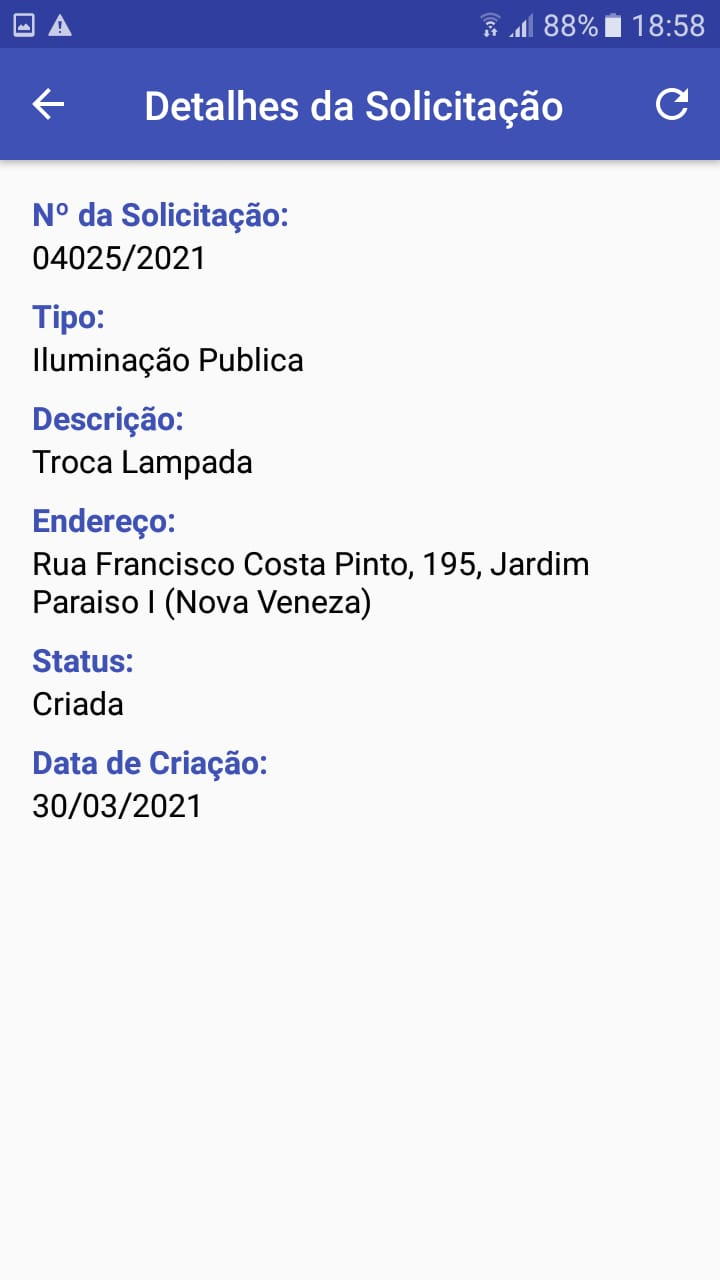 88% 18:58
Detalhes da Solicitação
Nº da Solicitação:
04025/2021
Tipo:
Iluminação Publica
Descrição:
Troca Lampada
Endereço:
Rua Francisco Costa Pinto, 195, Jardim
Paraiso I (Nova Veneza)
Status:
Criada
Data de Criação:
30/03/2021